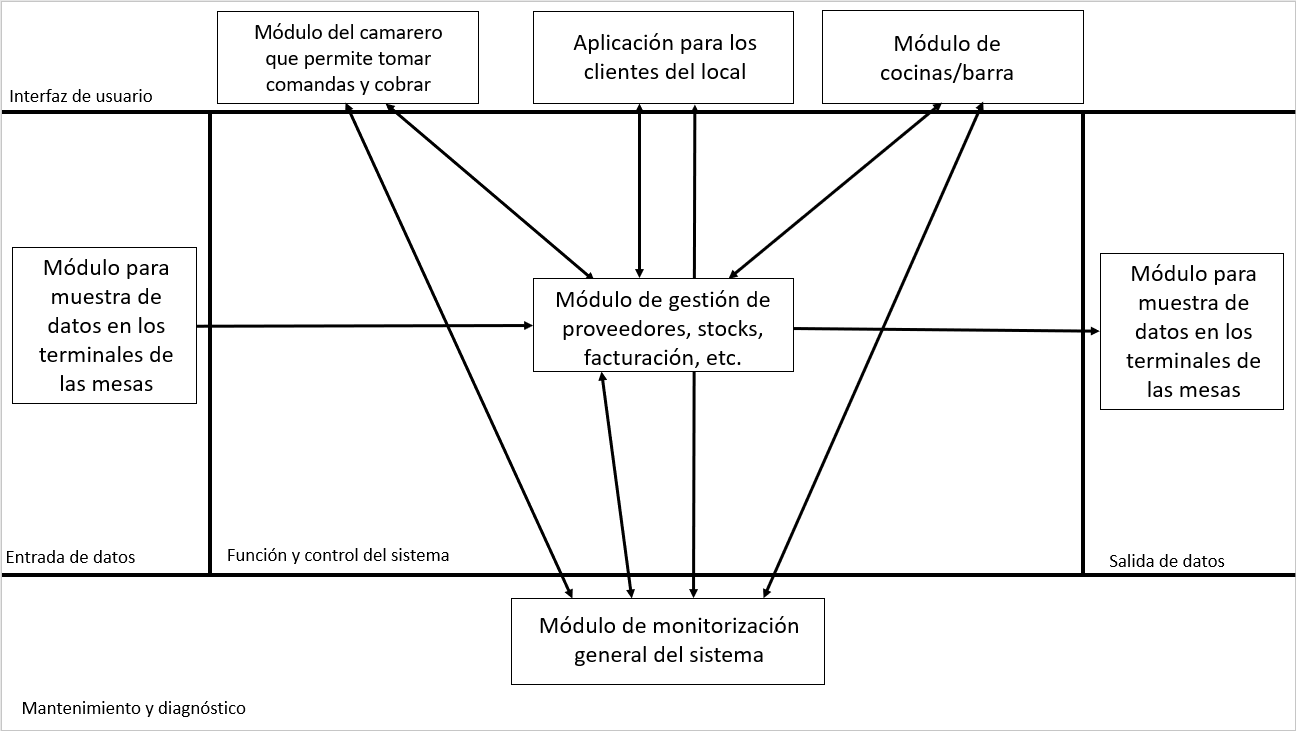 Módulo del camarero
que permite tomar
comandas y cobrar
Aplicación para los
clientes del local
Módulo de
cocinas/barra
Interfaz de usuario
Módulo para
muestra de
datos en los
terminales de
las mesas
Módulo de gestión de
proveedores, stocks,
facturación, etc.
Módulo para
muestra de
datos en los
terminales de
las mesas
Entrada de datos
Función y control del sistema
Salida de datos
Módulo de monitorización
general del sistema
Mantenimiento y diagnóstico